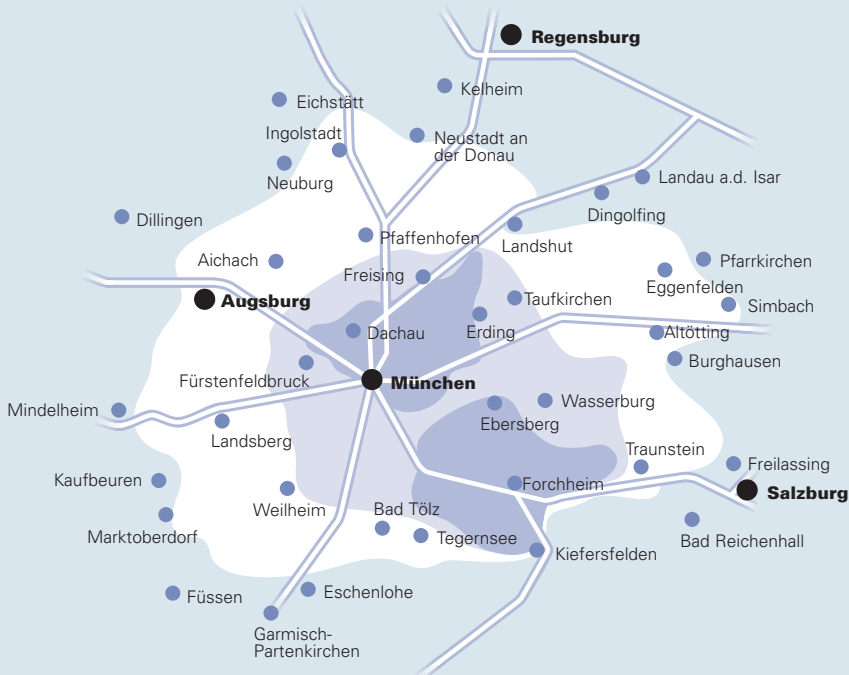 Regensburg
Kelheim
Eichstätt
Ingolstadt
Neustadt an
der Donau
Neuburg
Landau a.d. Isar
Dingolfing
Dillingen
Pfaffenhofen
Landshut
Aichach
Freising
Pfarrkirchen
Eggenfelden
Augsburg
Taufkirchen
Simbach
Dachau
Erding
Altötting
Burghausen
Fürstenfeldbruck
München
Mindelheim
Wasserburg
Ebersberg
Landsberg
Traunstein
Freilassing
Kaufbeuren
Forchheim
Salzburg
Weilheim
Bad Tölz
Marktoberdorf
Tegernsee
Bad Reichenhall
Kiefersfelden
Füssen
Eschenlohe
Garmisch-
Partenkirchen